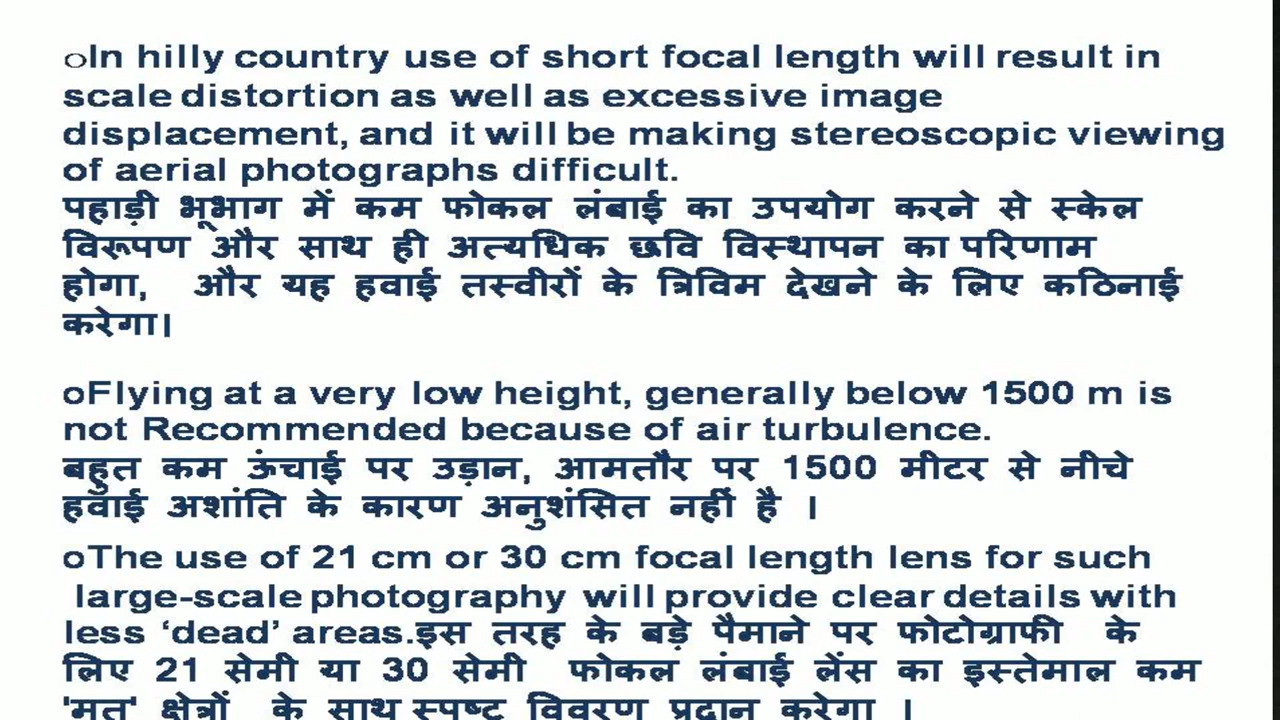 oIn hilly country use of short focal length will result in
scale distortion as well as excessive image
displacement, and it will be making stereoscopic viewing
of aerial photographs difficult.
पहाड़ी भूभाग में कम फोकल लंबाई का उपयोग करने से स्केल
विरूपण और साथ ही अत्यधिक छवि विस्थापन का परिणाम
होगा, और यह हवाई तस्वीरों के त्रिविम देखने के लिए कठिनाई
करेगा।
oFlying at a very low height, generally below 1500 m is
not Recommended because of air turbulence.
बहुत कम ऊंचाई पर उड़ान, आमतौर पर 1500 मीटर से नीचे
हवाई अशांति के कारण अनुशंसित नहीं है ।
oThe use of 21 cm or 30 cm focal length lens for such
large-scale photography will provide clear details with
less ‘dead’ areas.इस तरह के बड़े पैमाने पर फोटोग्राफी के
लिए 21 सेमी या 30 सेमी फोकल लंबाई लेंस का इस्तेमाल कम
'मृत' क्षेत्रों के साथ स्पष्ट विवरण प्रदान करेगा ।